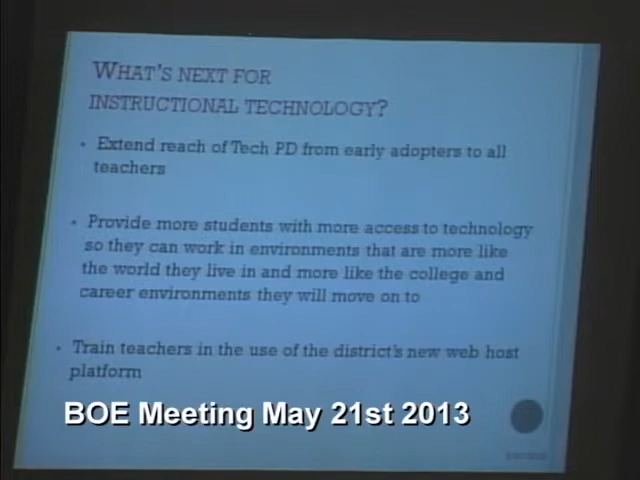 WHAT'S NEXT FOR
INSTRUCTIONAL TECHNOLOGY?
• Extend reach of Tech PD from early adopters to all
teachers
• Provide more students with more access to technology
so they can work in environments that are more like
the world they live in and more like the college and
career environments they will move on to
• Train teachers in the use of the district's new web host
platform
BOE Meeting May 21st 2013